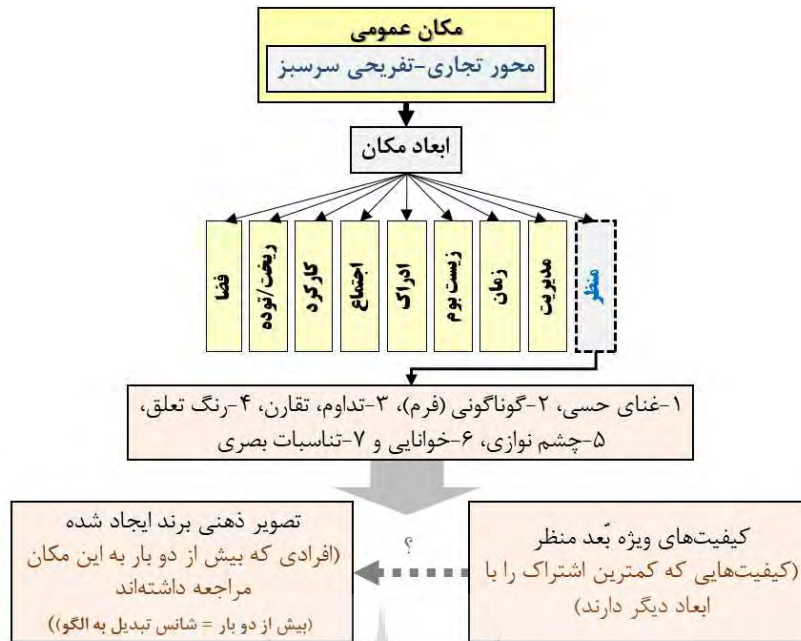 مکان عمومی
محور تجاری-تفریحی سرسبز
ابعاد مکان
منظر
مدیریت
زمان
زیست بوم
ادراک
اجتماع
کارکرد
ریخت/توده
فضا
۱-غنای حسی، ۲-گوناگونی (فرم)، ۳-تداوم، تقارن، ۴-رنگ تعلق،
۵-چشم نوازی، ۶-خوانایی و ۷-تناسبات بصری
کیفیت‌های ویژه بٌعد منظر
(کیفیت‌هایی که کمترین اشتراک را با
ابعاد دیگر دارند)
؟
تصویر ذهنی برند ایجاد شده
(افرادی که بیش از دو بار به این مکان
مراجعه داشته‌اند
(بیش از دو بار = شانس تبدیل به الگو))